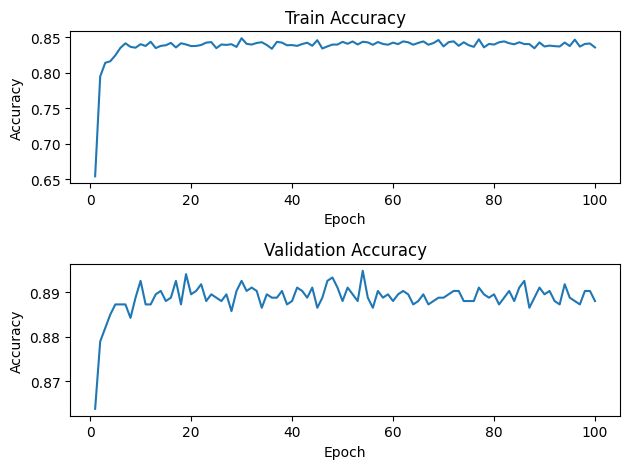 Train Accuracy
0.85
0.80
0.75
0.70
0.65
Accuracy
0 20 40 60 80 100
Epoch
Validation Accuracy
0.89
0.88
0.87
Accuracy
0 20 40 60 80 100
Epoch